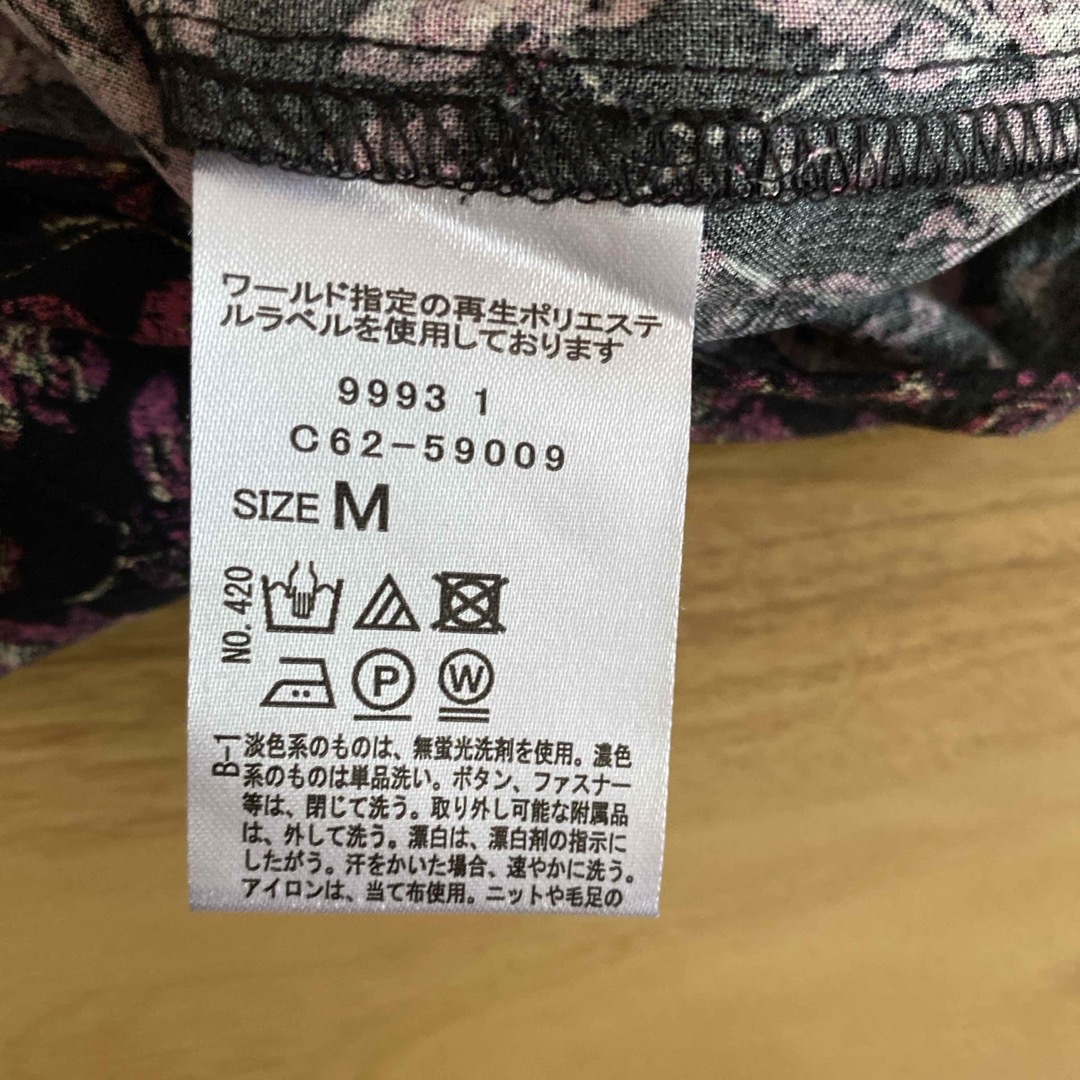 ワールド指定の再生ポリエステ
ルラベルを使用しております
9993 1
C62-59009
SIZE M
NO. 420
P
W
B-1
淡色系のものは、無蛍光洗剤を使用。濃色
系のものは単品洗い。ボタン、ファスナー
等は、閉じて洗う。取り外し可能な附属品
は、外して洗う。漂白は、漂白剤の指示に
したがう。汗をかいた場合、速やかに洗う。
アイロンは、当て布使用。ニットや毛足の